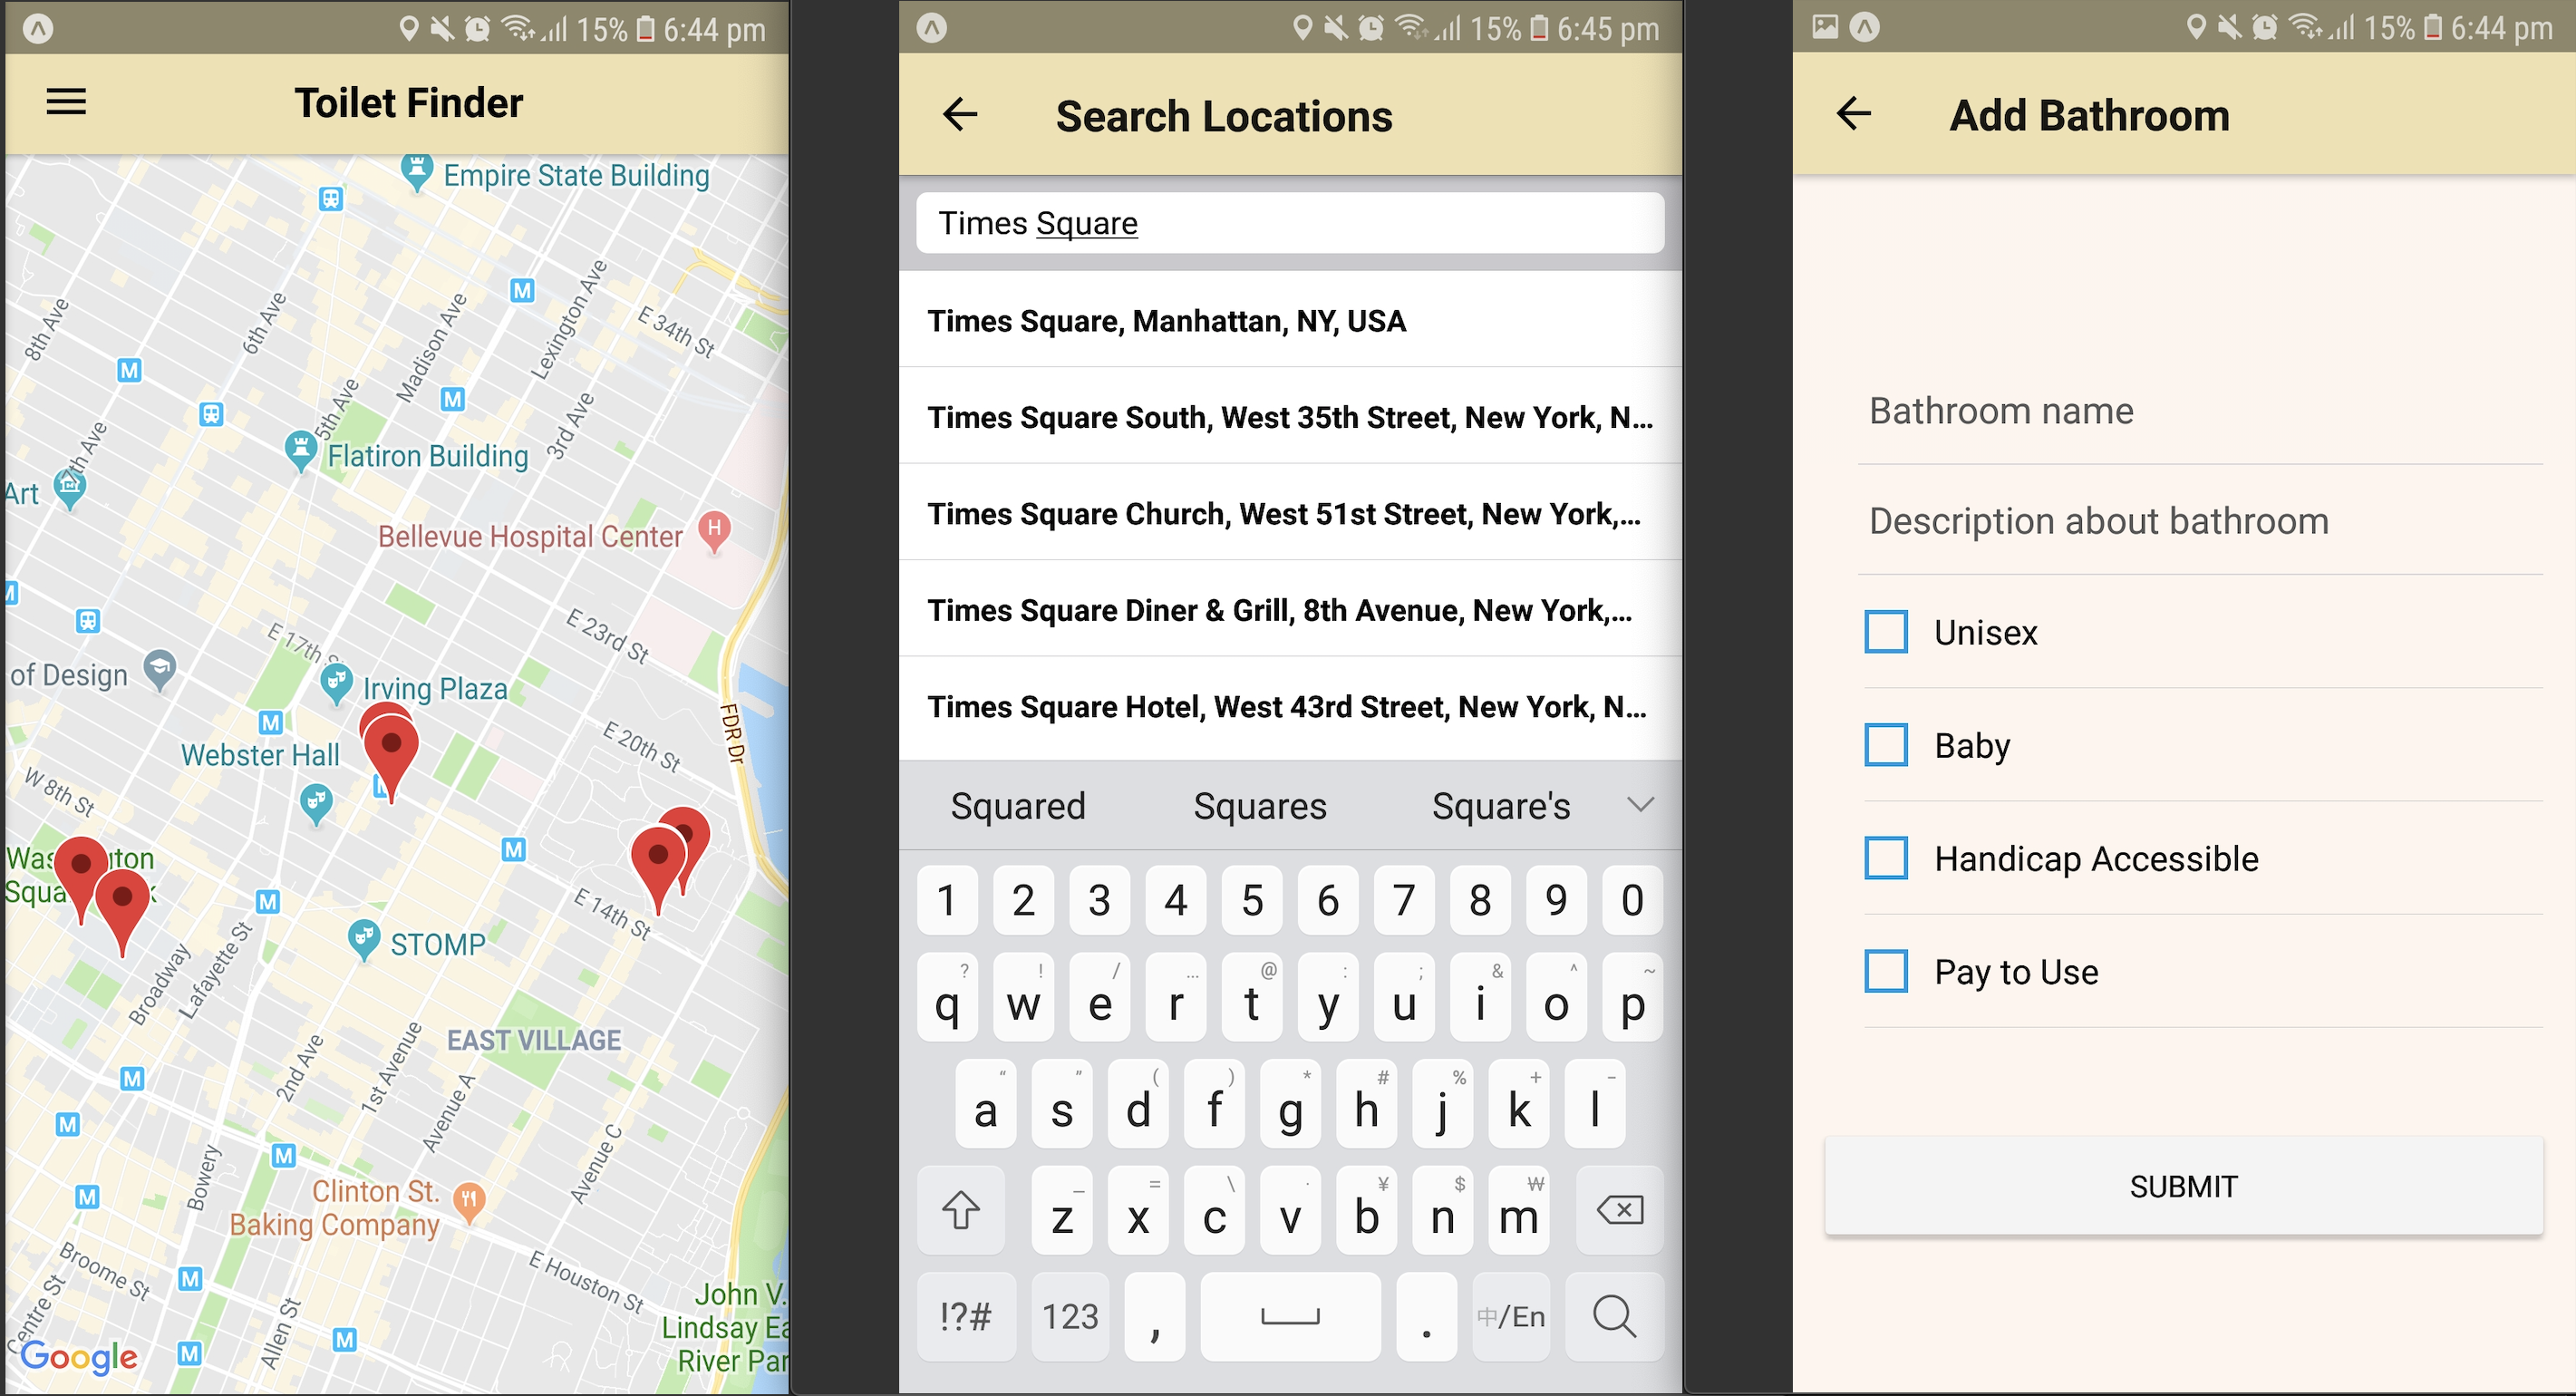 15% 6:44 pm
Toilet Finder
Empire State Building
8th Ave
6th Ave
Madison Ave
Lexington Ave
E 34th St
M
M
M
5th Ave
3rd Ave
7th Ave
Flatiron Building
Art
Bellevue Hospital Center
H
M
E 17th St
E 23rd St
of Design
Irving Plaza
M
FDR Dr
E 20th St
Webster Hall
W 8th St
M
E 14th St
M
STOMP
Broadway
Lafayette St
EAST VILLAGE
2nd Ave
1st Avenue
Avenue A
Avenue C
M
M
M
M
Bowery
Clinton St.
Baking Company
Broome St
E Houston St
M
Centre St
Allen St
John V.
Lindsay Ea
River Par
Google
M
M
15% 6:45 pm
Search Locations
Times Square
Times Square, Manhattan, NY, USA
Times Square South, West 35th Street, New York, N...
Times Square Church, West 51st Street, New York,...
Times Square Diner & Grill, 8th Avenue, New York,...
Times Square Hotel, West 43rd Street, New York, N...
Squared Squares Square's
1 2 3 4 5 6 7 8 9 0
? ! / ... @ : ; & ^ ~
q w e r t y u i o p
“ ” ( ) * # % + -
a s d f g h j k l
_ = \ · ¥ $ ₩
z x c v b n m
!?# 123 , . 中/En
15% 6:44 pm
Add Bathroom
Bathroom name
Description about bathroom
Unisex
Baby
Handicap Accessible
Pay to Use
SUBMIT